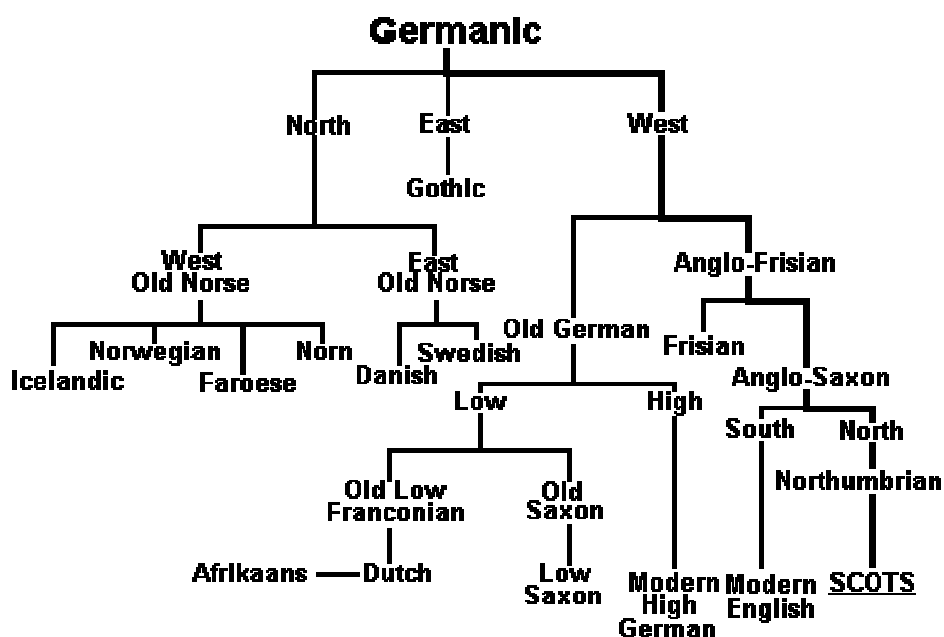 Germanic
North East West
Gothic
West
Old Norse
East
Old Norse
Anglo-Frisian
Old German
Frisian
Icelandic
Norwegian
Faroese
Norn
Danish
Swedish
Anglo-Saxon
Low
High
South
North
Northumbrian
Old Low
Franconian
Old
Saxon
Afrikaans
Dutch
Low
Saxon
Modern
High
German
Modern
English
SCOTS